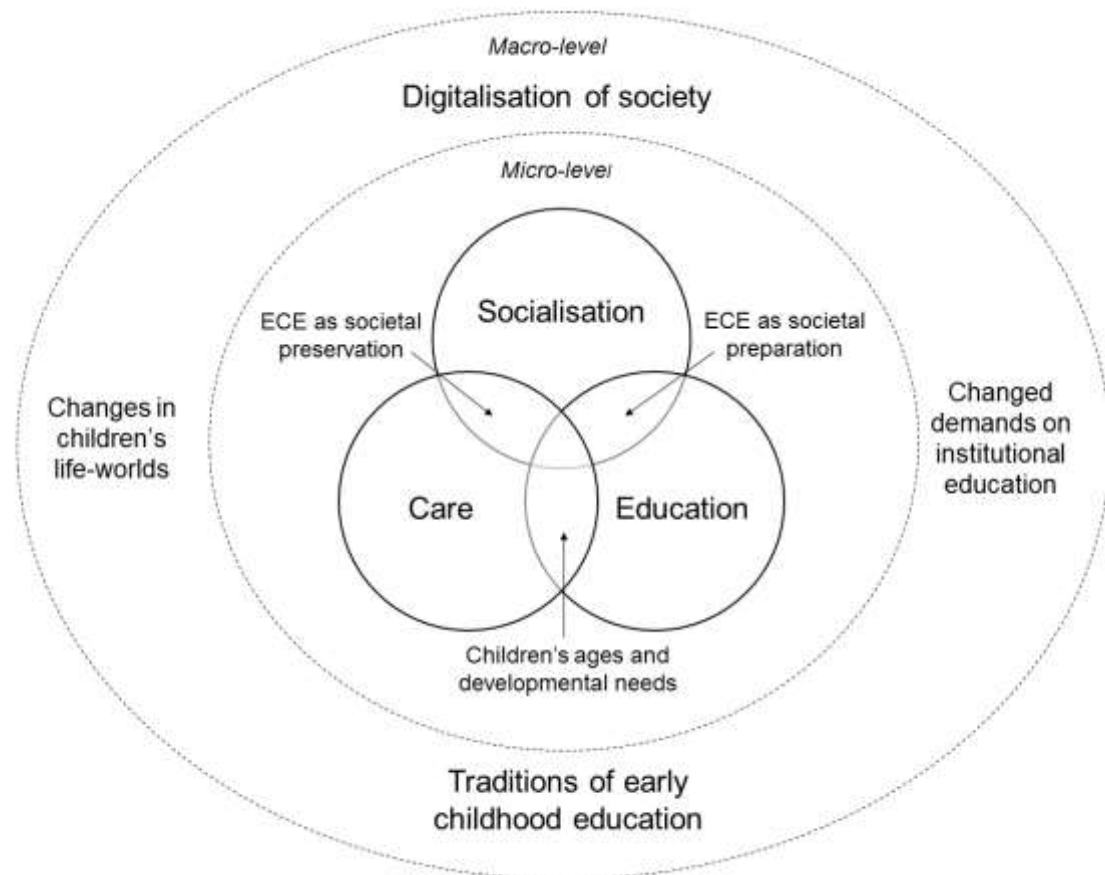 Macro-level
Digitalisation of society
Micro-level
Socialisation
ECE as societal
preservation
ECE as societal
preparation
Changes in
children's
life-worlds
Changed
demands on
institutional
education
Care
Education
Children's ages and
developmental needs
Traditions of early
childhood education